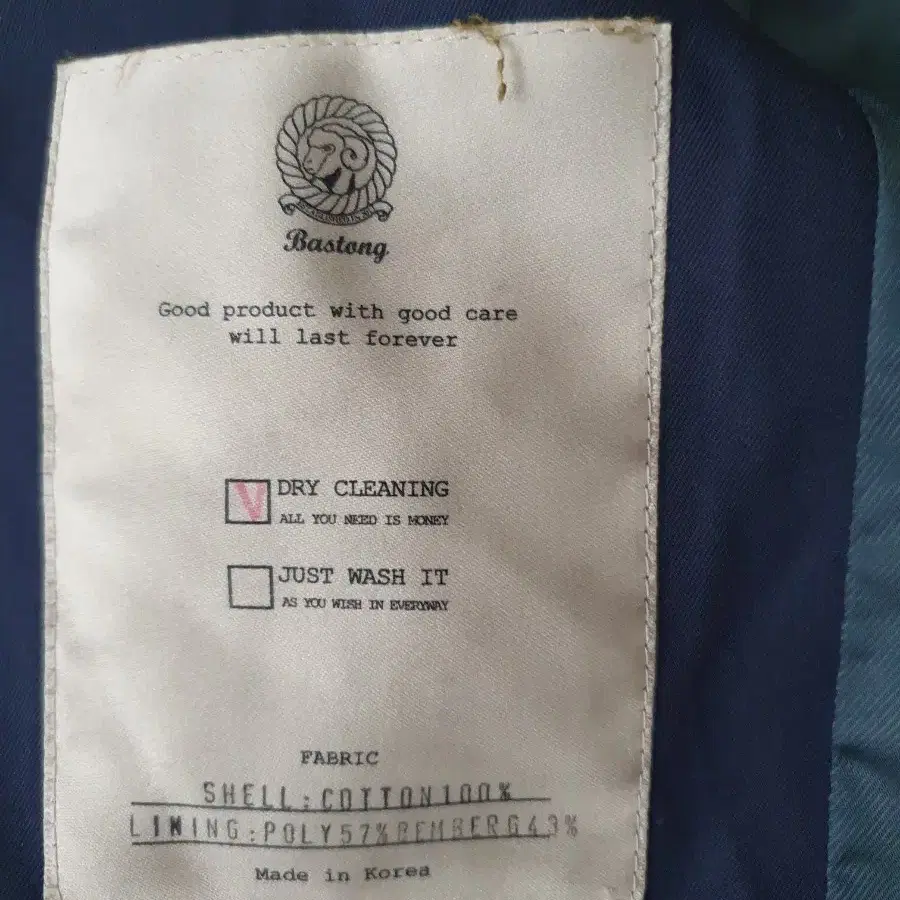 Bastong
Good product with good care
will last forever
V DRY CLEANING
ALL YOU NEED IS MONEY
JUST WASH IT
AS YOU WISH IN EVERYWAY
FABRIC
SHELL:COTTON100%
LINING:POLY57%BEMBERG43%
Made in Korea